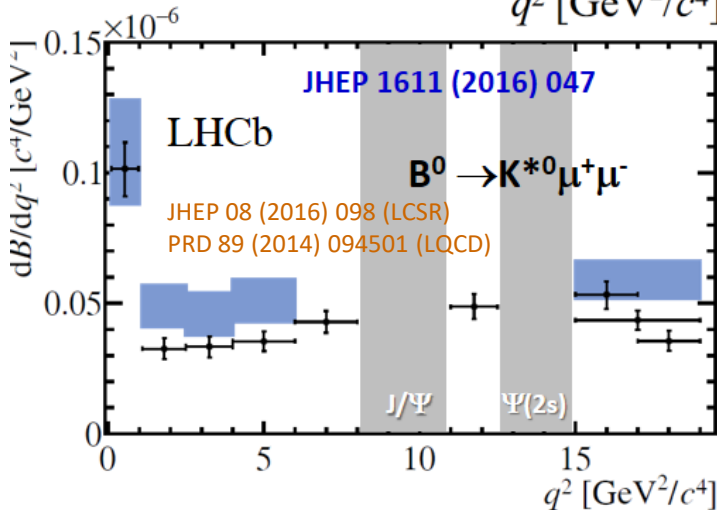 q² [GeV²/c⁴]
×10⁻⁶
0.15
JHEP 1611 (2016) 047
LHCb
B⁰ →K*⁰μ⁺μ⁻
0.1
JHEP 08 (2016) 098 (LCSR)
PRD 89 (2014) 094501 (LQCD)
dB/dq² [c⁴/GeV²]
0.05
J/Ψ
Ψ(2s)
0
0
5
10
15
q² [GeV²/c⁴]